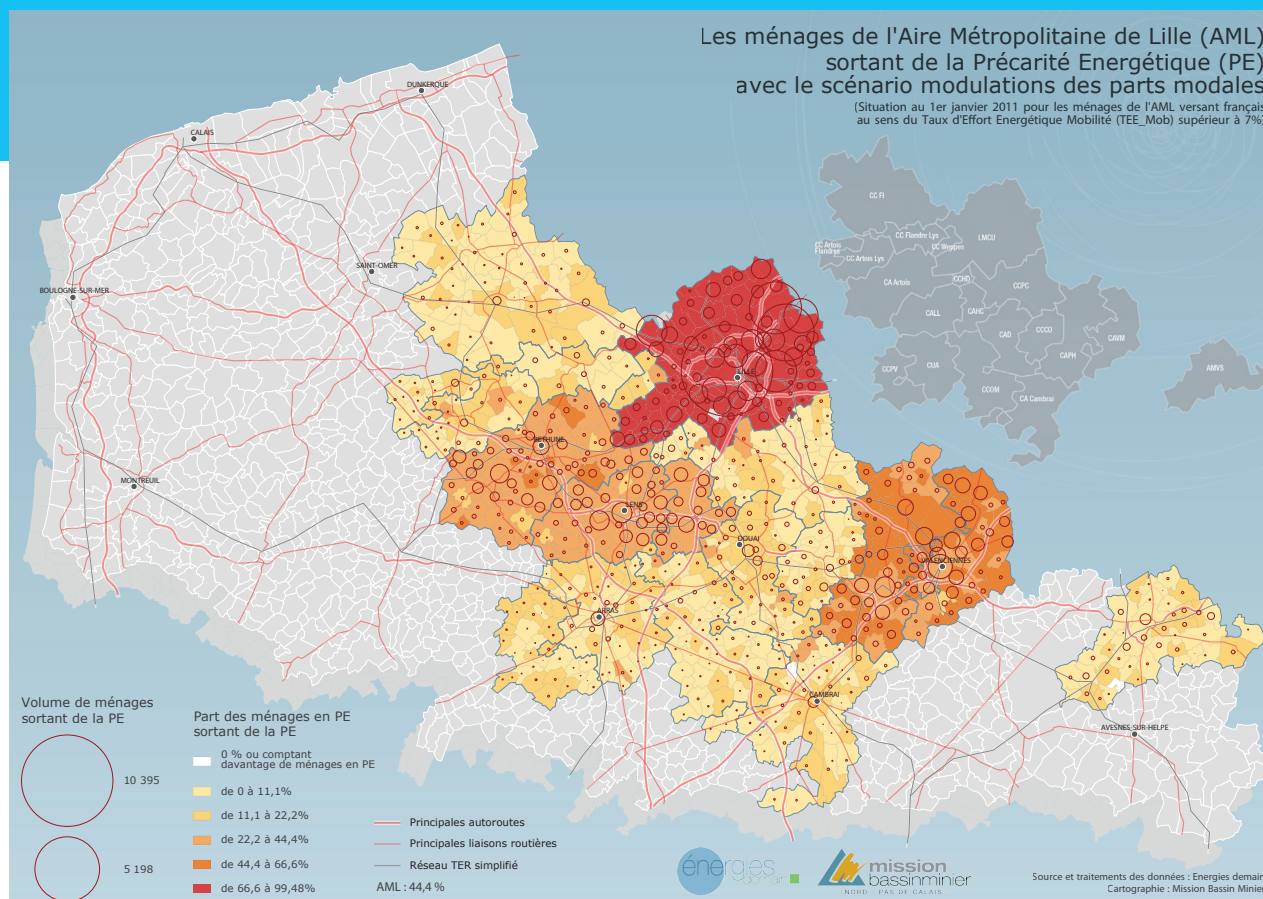 Les ménages de l'Aire Métropolitaine de Lille (AML)
sortant de la Précarité Energétique (PE)
avec le scénario modulations des parts modales
(Situation au 1er janvier 2011 pour les ménages de l'AML versant français
au sens du Taux d'Effort Energétique Mobilité (TEE_Mob) supérieur à 7%)
DUNKERQUE
CALAIS
SAINT-OMER
BOULOGNE-SUR-MER
MONTREUIL
BETHUNE
LILLE
LENS
DOUAI
VALENCIENNES
ARRAS
CAMBRAI
AVESNES-SUR-HELPE
CC FI
CC Flandre Lys
LMCU
CC Artois
Flandres
CC Weppes
CC Artois Lys
CA Artois
CCHD
CCPC
CALL
CAHC
CAD
CCCO
CAVM
CAPH
CCPV
CUA
CCOM
CA Cambrai
AMVS
Volume de ménages
sortant de la PE
10 395
5 198
Part des ménages en PE
sortant de la PE
0 % ou comptant
davantage de ménages en PE
de 0 à 11,1%
de 11,1 à 22,2%
de 22,2 à 44,4%
de 44,4 à 66,6%
de 66,6 à 99,48%
Principales autoroutes
Principales liaisons routières
Réseau TER simplifié
AML : 44,4 %
énergies
demain
mission
bassinminier
NORD - PAS DE CALAIS
Source et traitements des données : Energies demain
Cartographie : Mission Bassin Minier